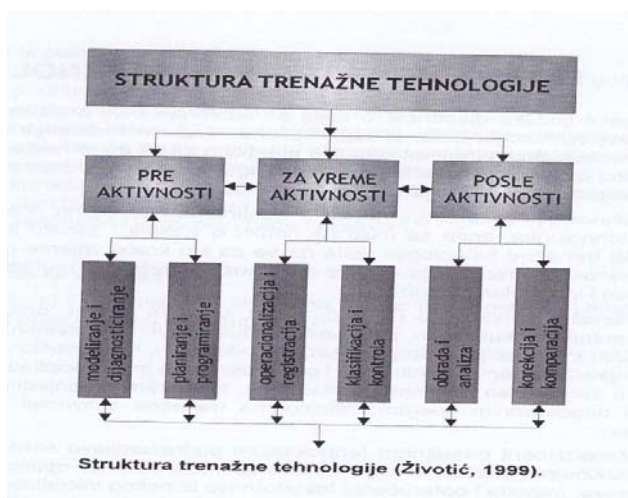 STRUKTURA TRENAŽNE TEHNOLOGIJE
PRE
AKTIVNOSTI
ZA VREME
AKTIVNOSTI
POSLE
AKTIVNOSTI
modeliranje i
dijagnosticiranje
planiranje i
programiranje
operacionalizacija i
registracija
klasifikacija i
kontrola
obrada i
analiza
korekcija i
komparacija
Struktura trenažne tehnologije (Životić, 1999).